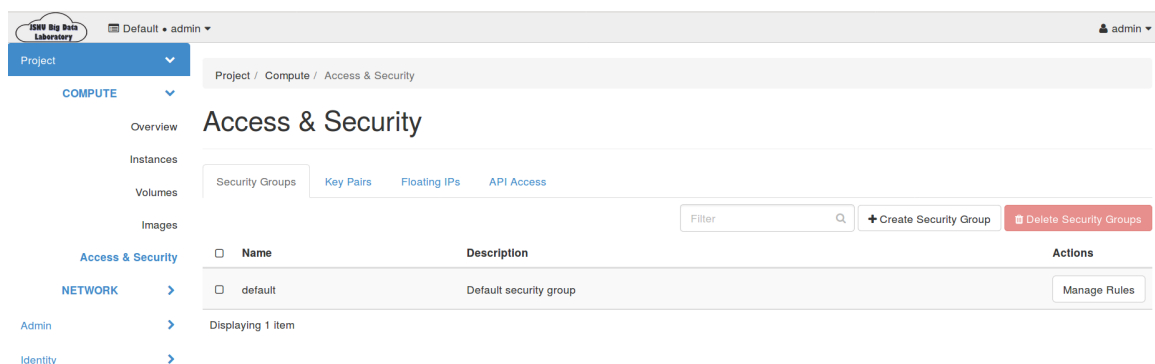 JSNU Big Data
Laboratory
Default • admin
admin
Project
COMPUTE
Overview
Instances
Volumes
Images
Access & Security
NETWORK
Admin
Identity
Project / Compute / Access & Security
Access & Security
Security Groups Key Pairs Floating IPs API Access
Filter + Create Security Group Delete Security Groups
Name Description Actions
default Default security group Manage Rules
Displaying 1 item